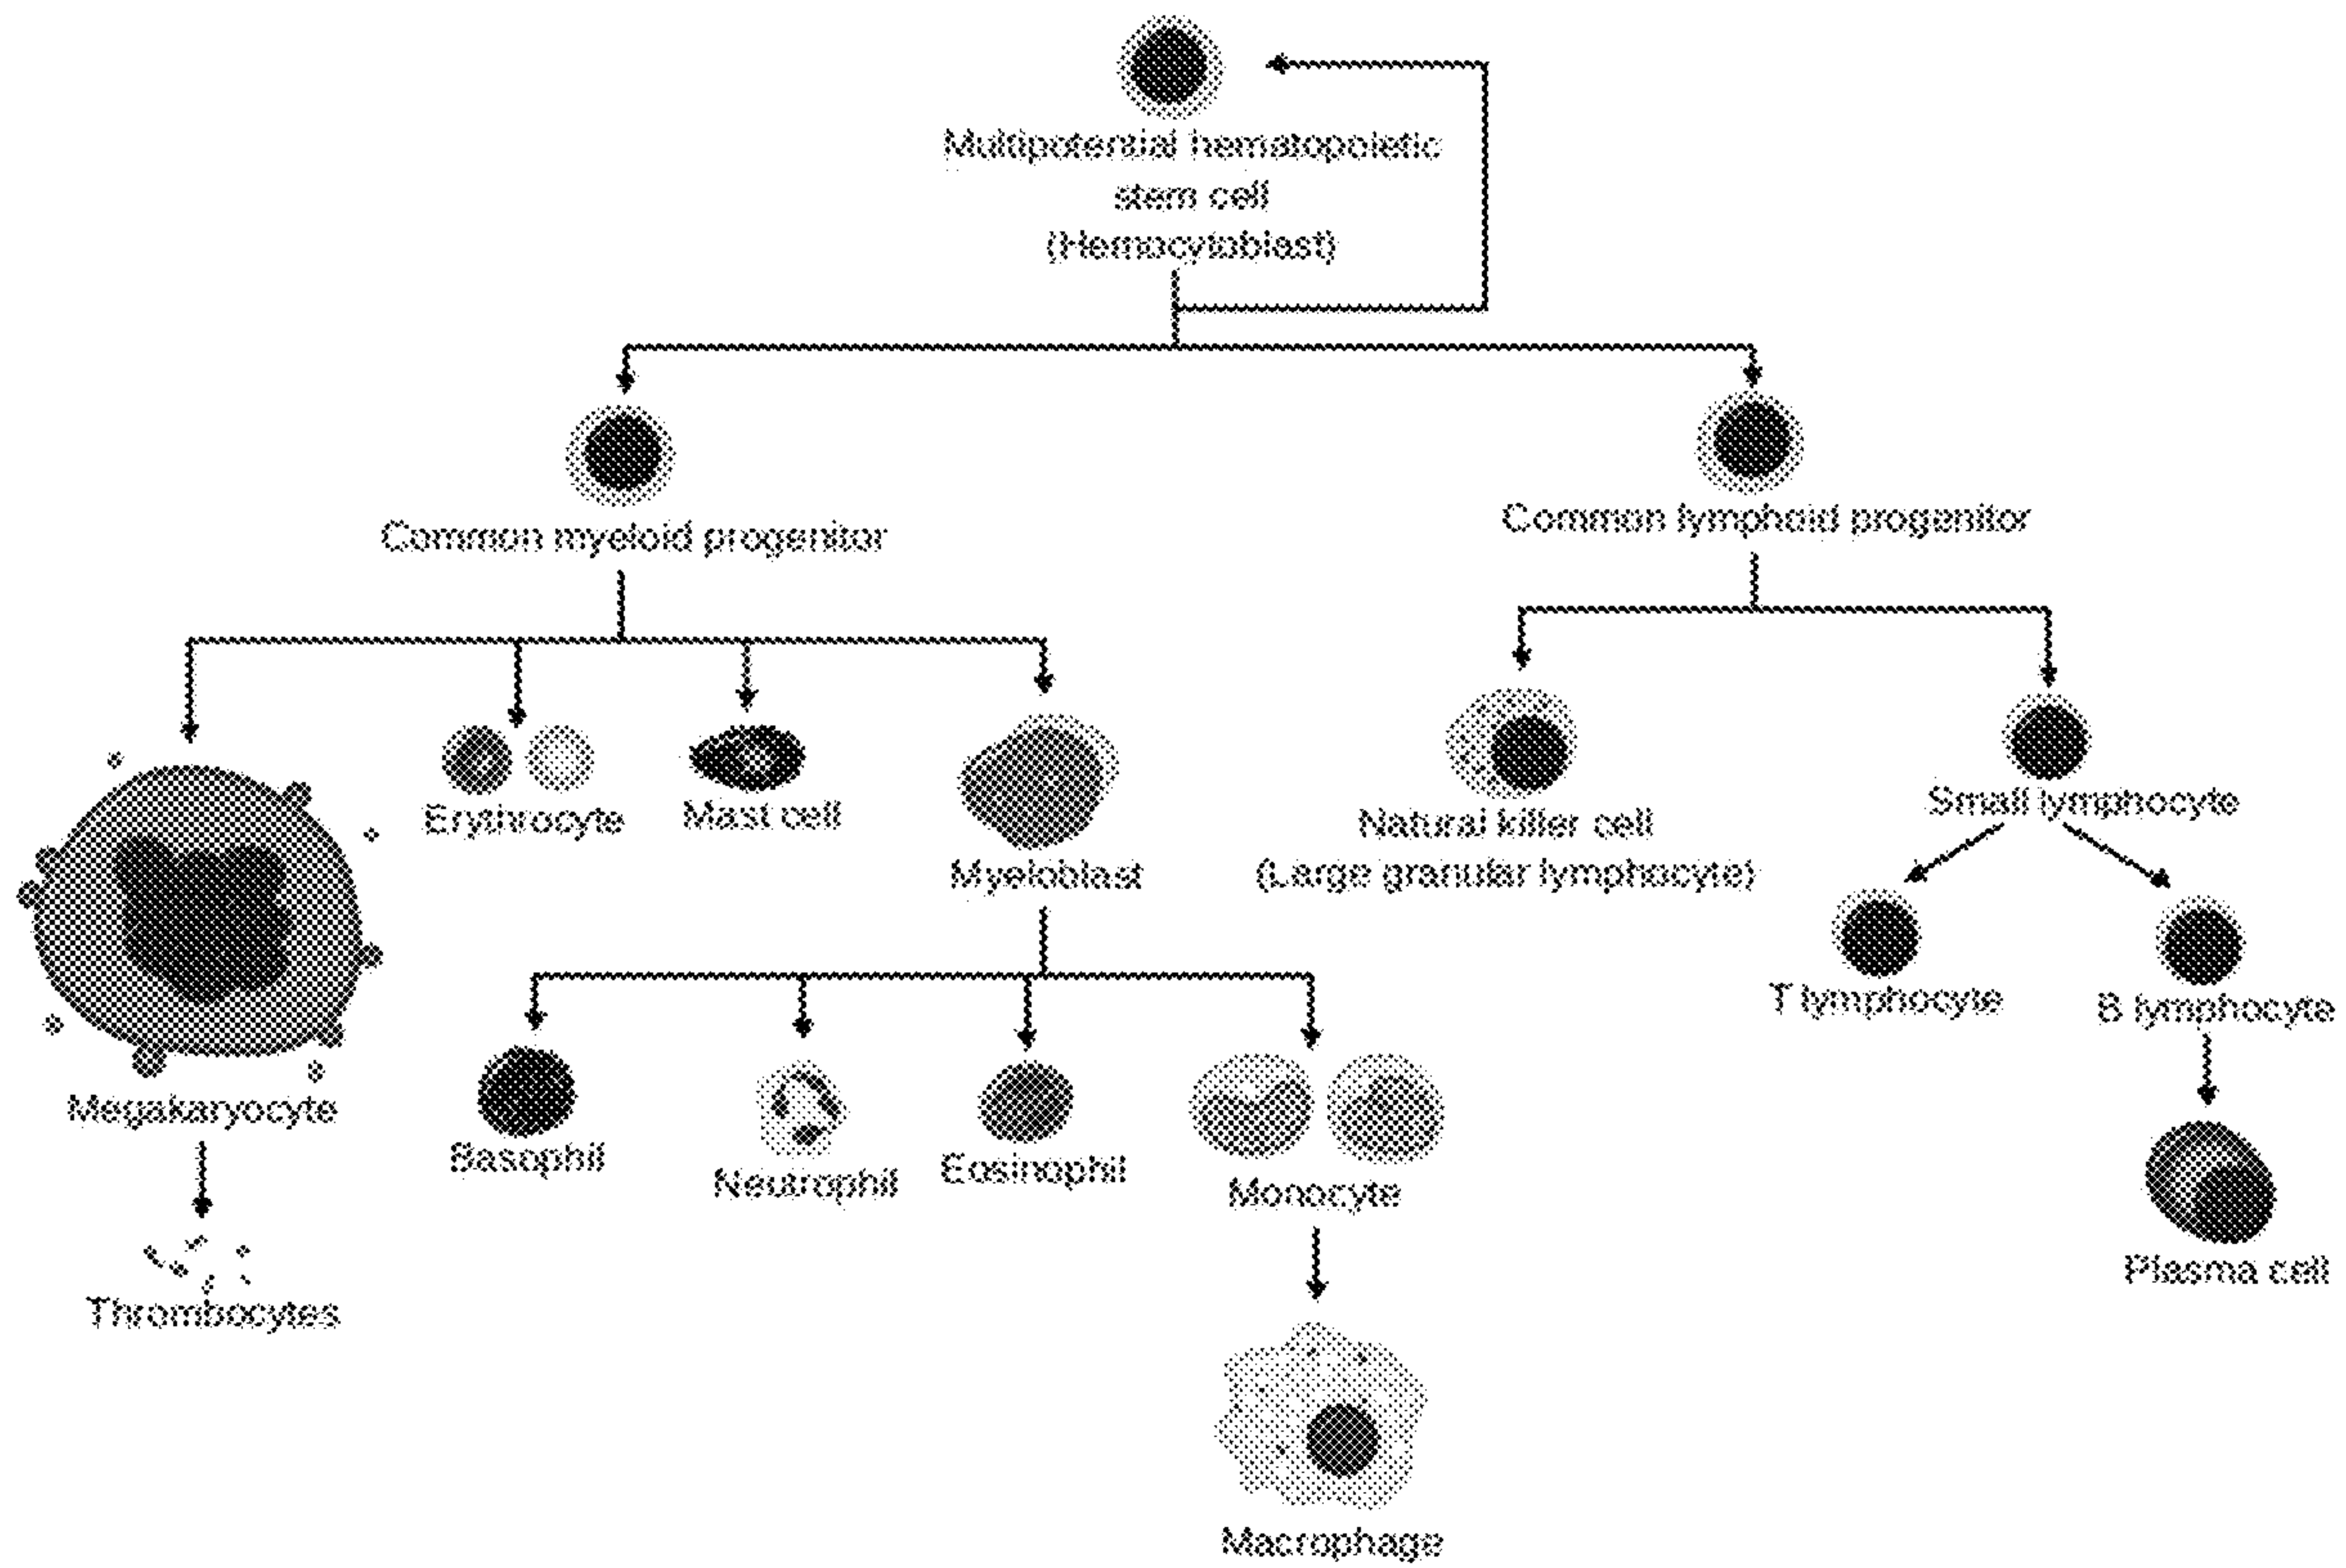 Multipotential hematopoietic
stem cell
(Hemocytoblast)
Common myeloid progenitor
Common lymphoid progenitor
Erythrocyte
Mast cell
Myeloblast
Natural killer cell
(Large granular lymphocyte)
Small lymphocyte
T lymphocyte
B lymphocyte
Megakaryocyte
Basophil
Neutrophil
Eosinophil
Monocyte
Plasma cell
Thrombocytes
Macrophage